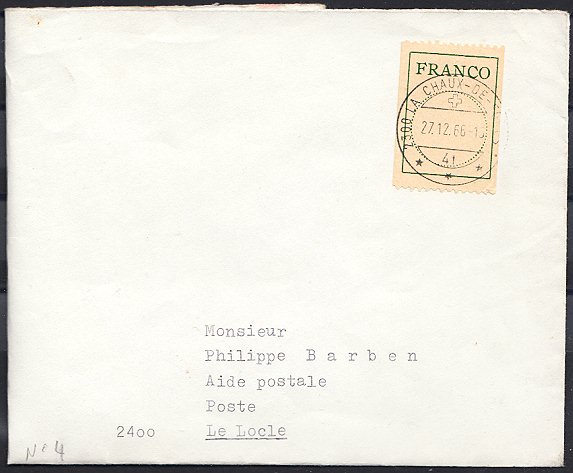 FRANCO
2300 LA CHAUX-DE-
27.12.66-1
41
Monsieur
Philippe Barben
Aide postale
Poste
2400 Le Locle
No 4